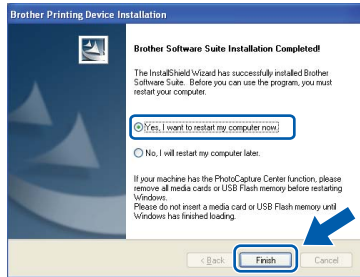 Brother Printing Device Installation
Brother Software Suite Installation Completed!
The InstallShield Wizard has successfully installed Brother
Software Suite. Before you can use the program, you must
restart your computer.
Yes, I want to restart my computer now.
No, I will restart my computer later.
If your machine has the PhotoCapture Center function, please
remove all media cards or USB Flash memory before restarting
Windows.
Please do not insert a media card or USB Flash memory until
Windows has finished loading.
< Back
Finish
Cancel